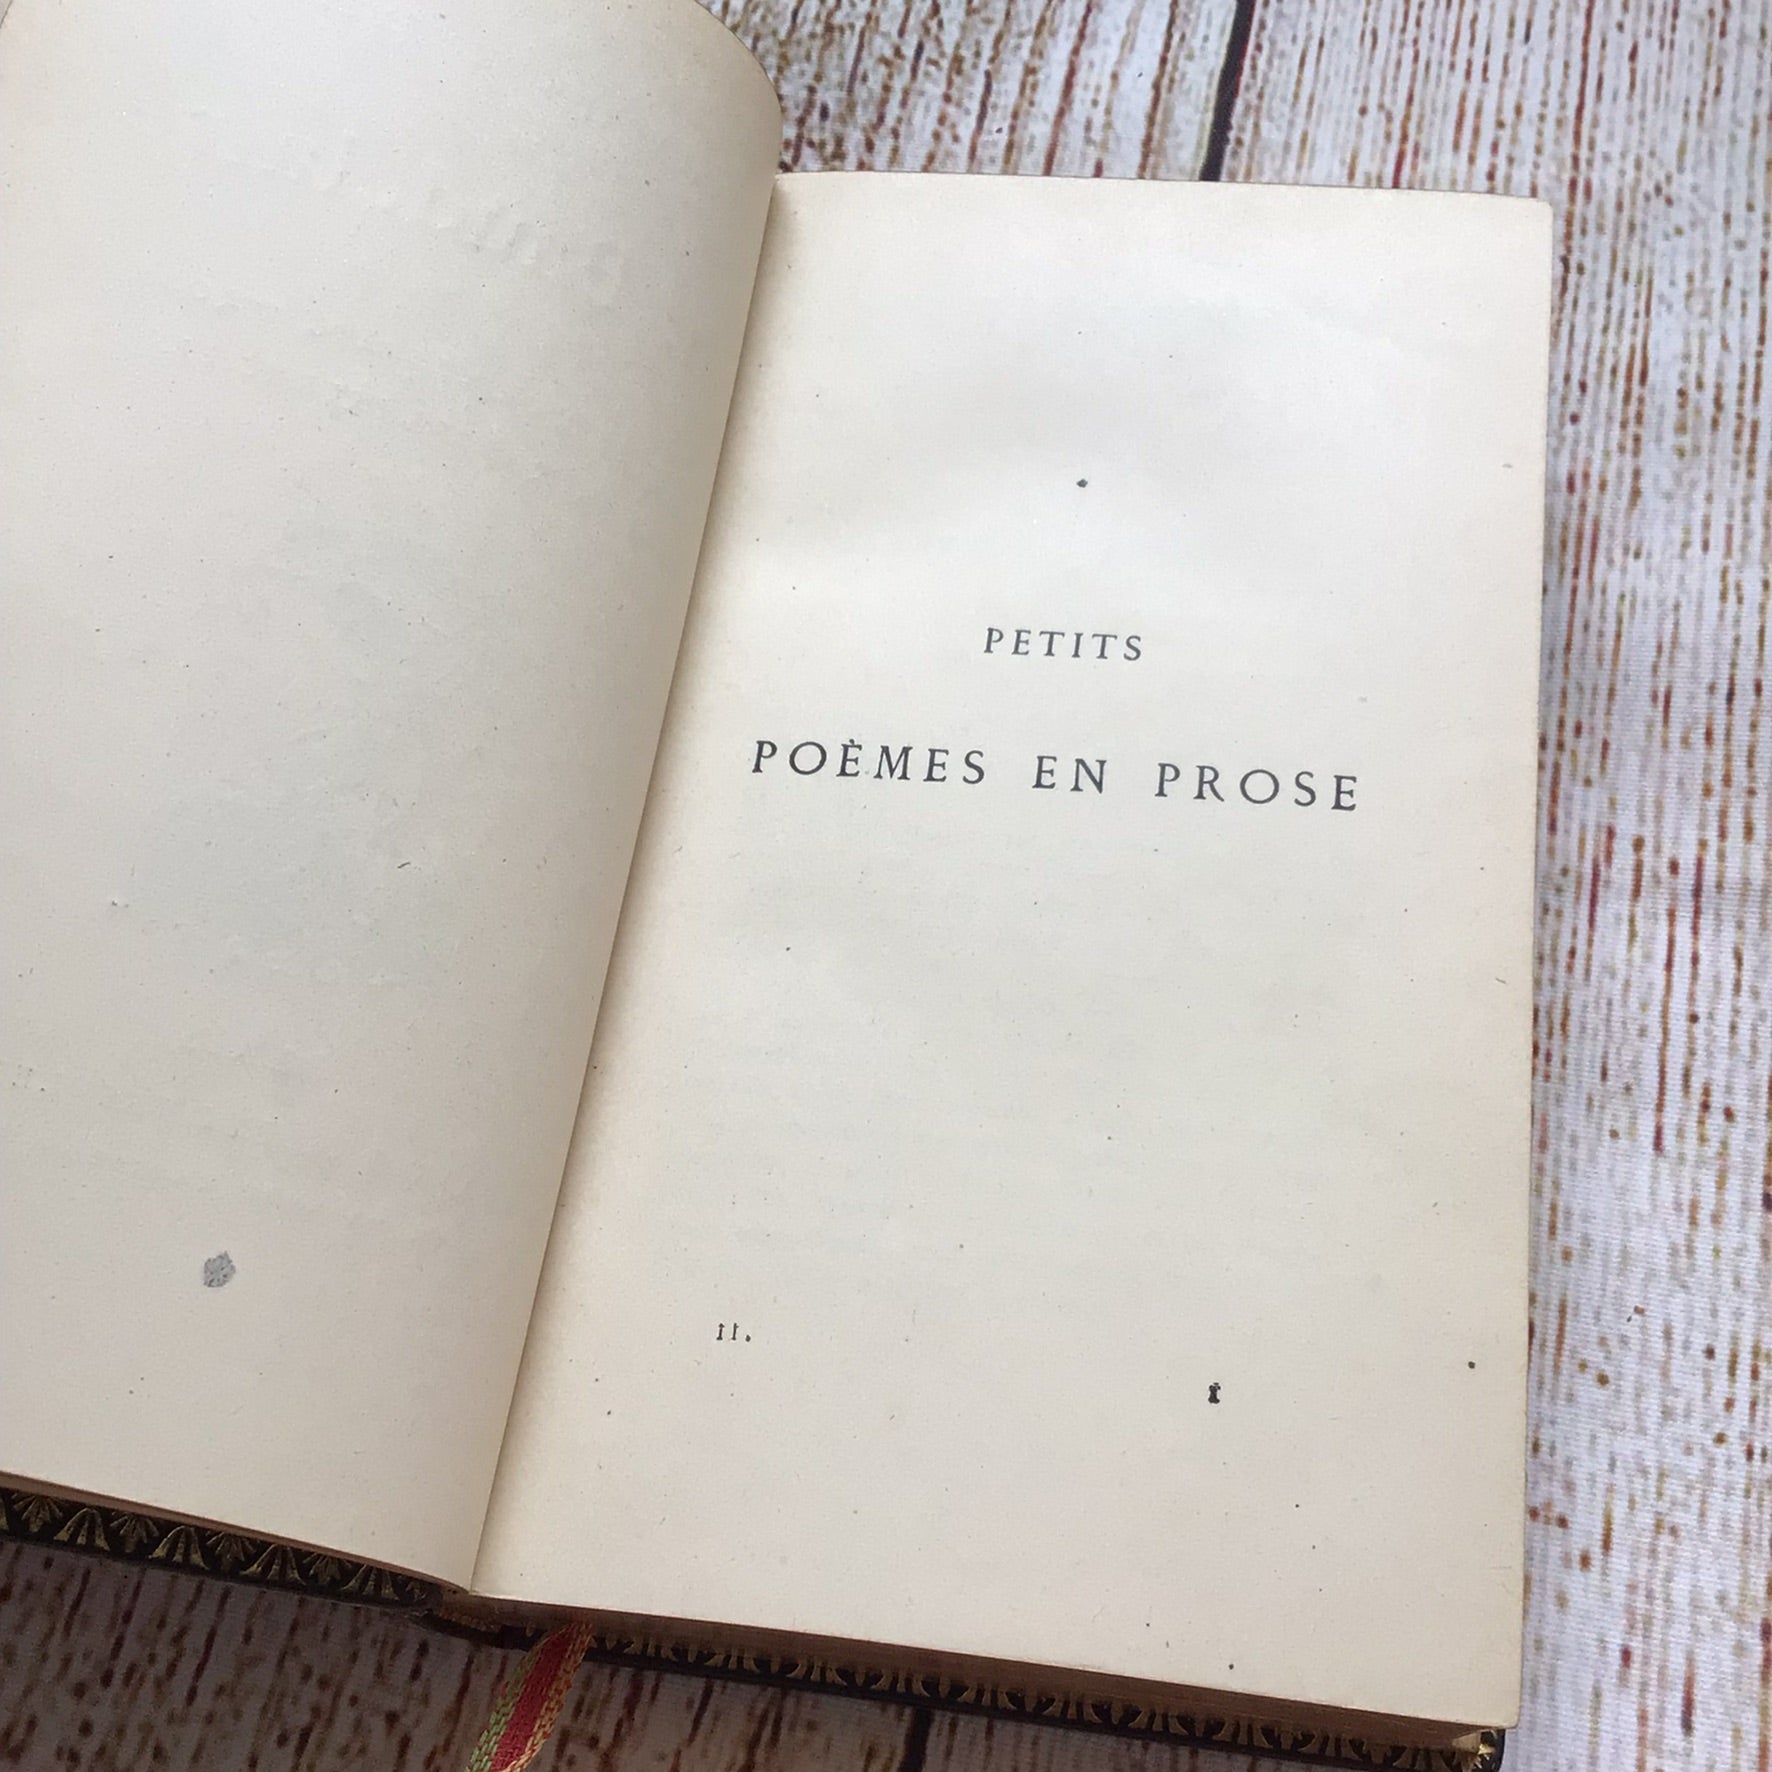 PETITS
POÈMES EN PROSE
II.
I